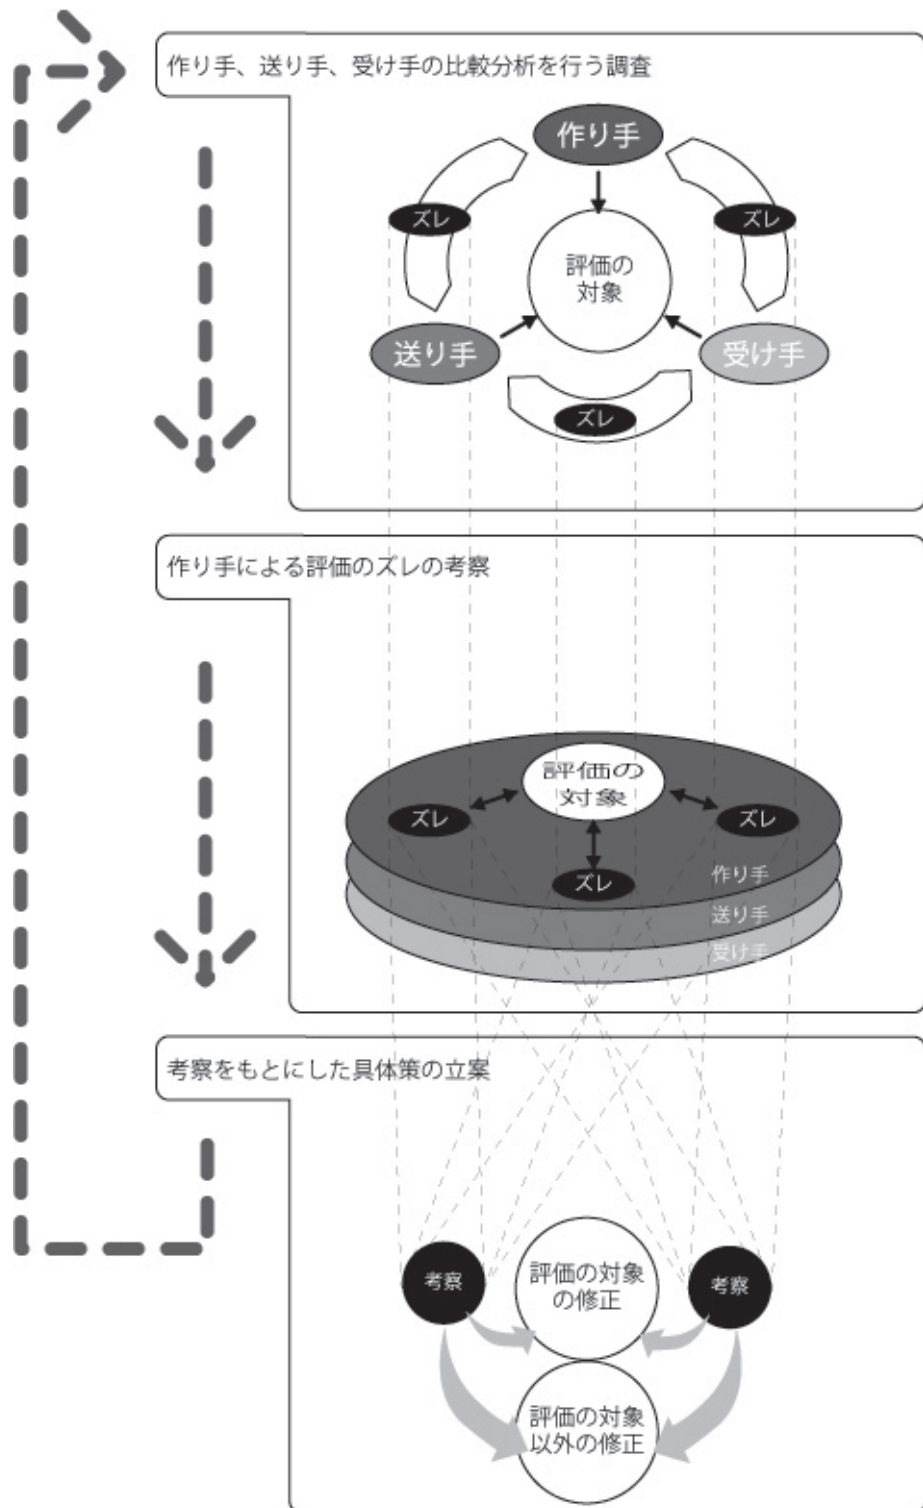 作り手、送り手、受け手の比較分析を行う調査
作り手
ズレ
ズレ
評価の
対象
送り手
受け手
ズレ
作り手による評価のズレの考察
評価の
対象
ズレ
ズレ
ズレ
作り手
送り手
受け手
考察をもとにした具体策の立案
考察
評価の対象
の修正
考察
評価の対象
以外の修正